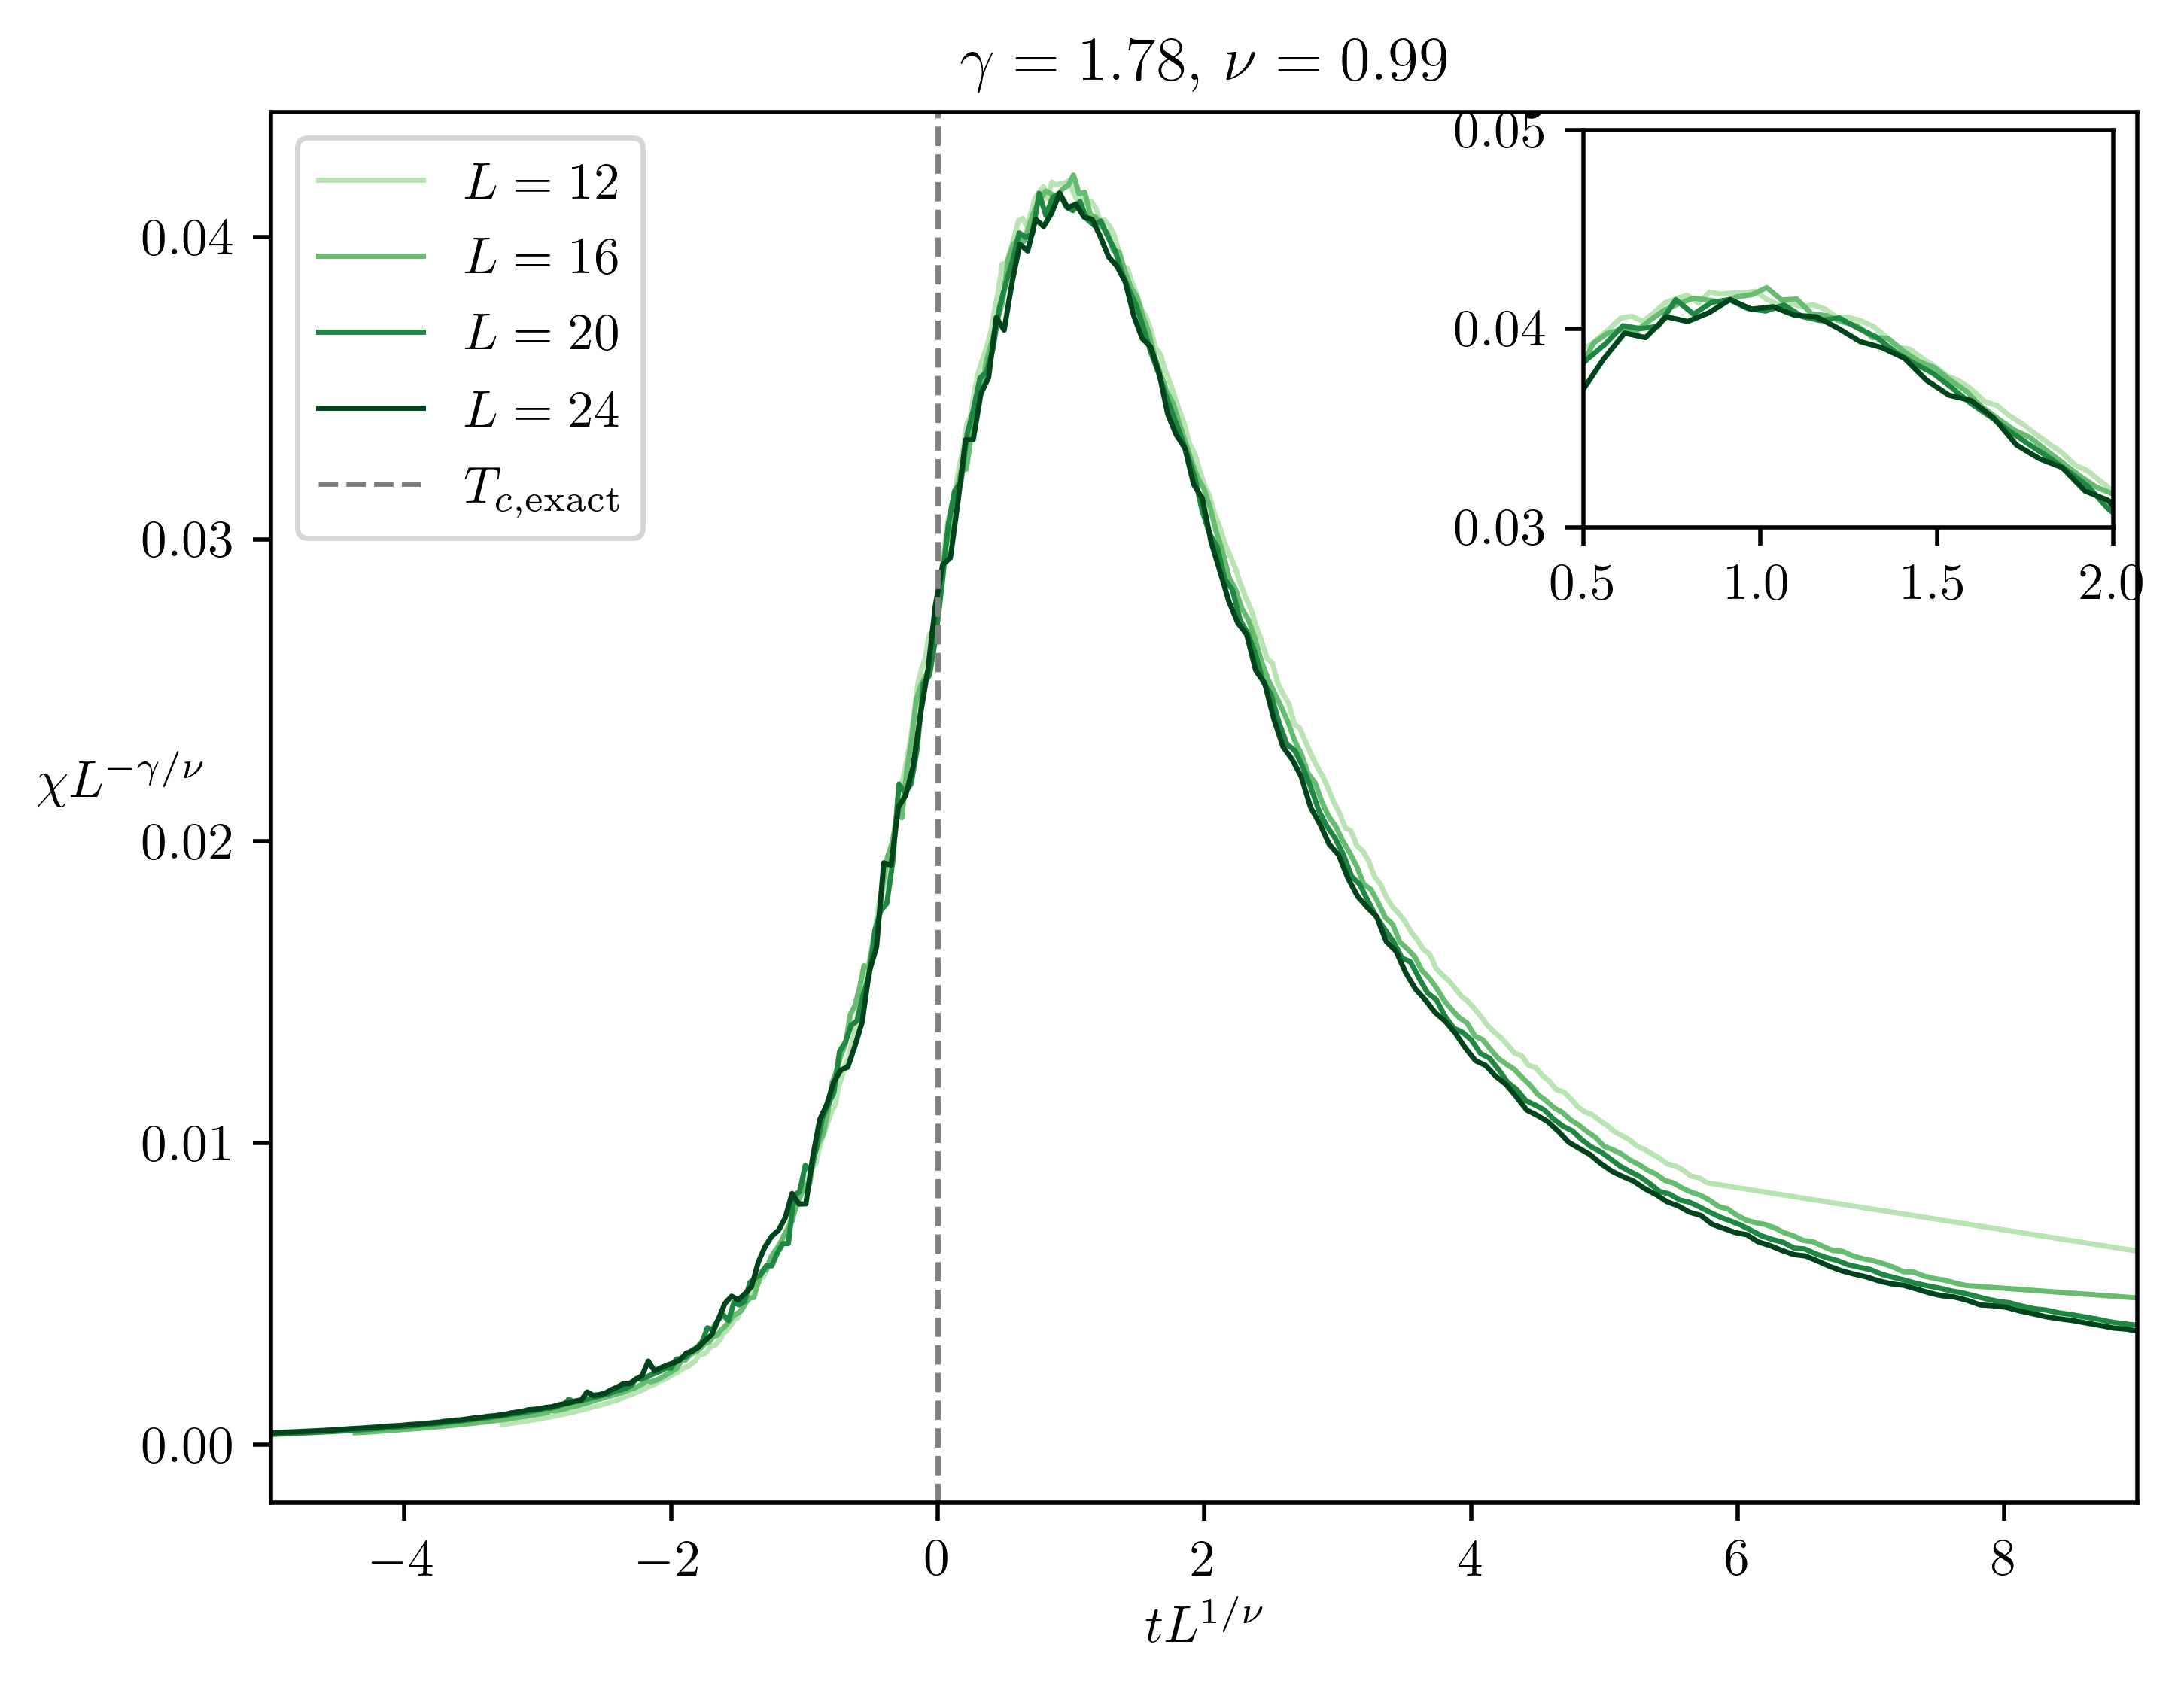 γ = 1.78, ν = 0.99
L = 12
L = 16
L = 20
L = 24
T_{c,exact}
0.05
0.04
0.03
0.5 1.0 1.5 2.0
χL^{−γ/ν}
0.04
0.03
0.02
0.01
0.00
−4 −2 0 2 4 6 8
tL^{1/ν}